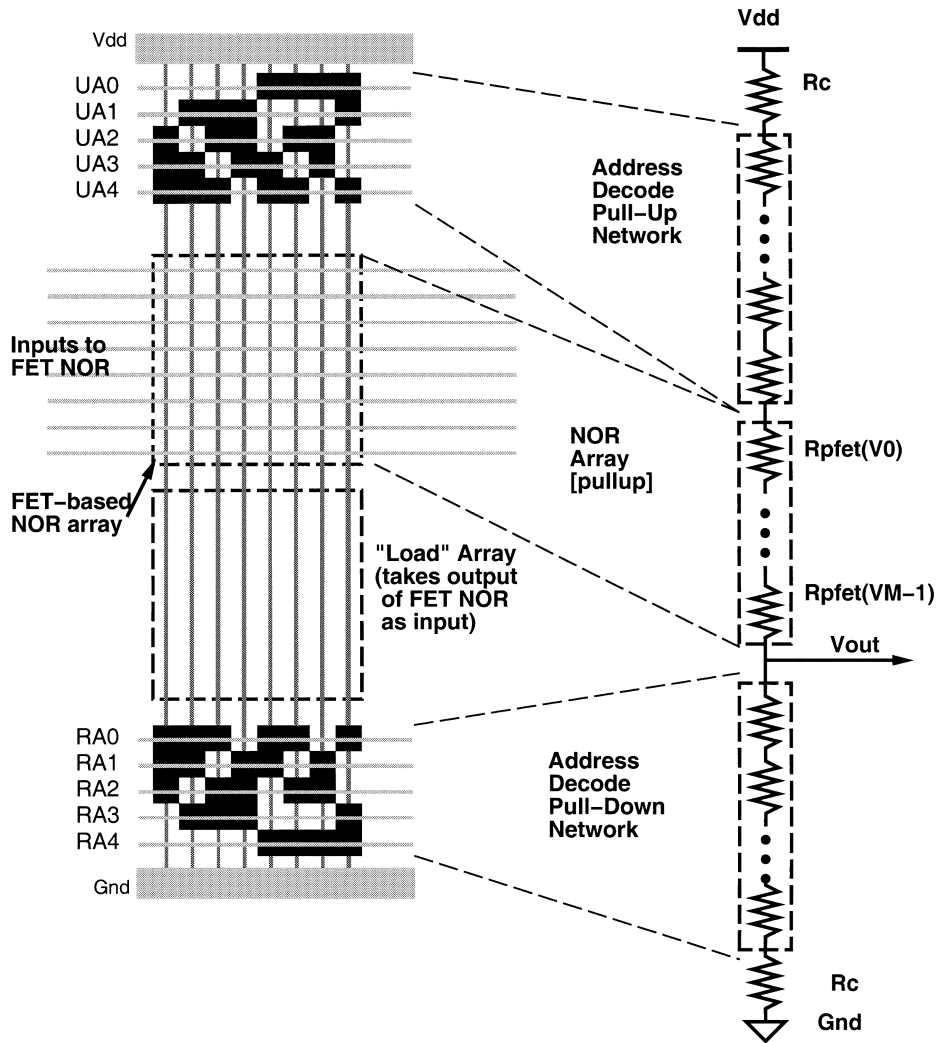 Vdd
UA0
UA1
UA2
UA3
UA4
Inputs to
FET NOR
FET−based
NOR array
"Load" Array
(takes output
of FET NOR
as input)
RA0
RA1
RA2
RA3
RA4
Gnd
Vdd
Rc
Address
Decode
Pull−Up
Network
NOR
Array
[pullup]
Rpfet(V0)
Rpfet(VM−1)
Vout
Address
Decode
Pull−Down
Network
Rc
Gnd